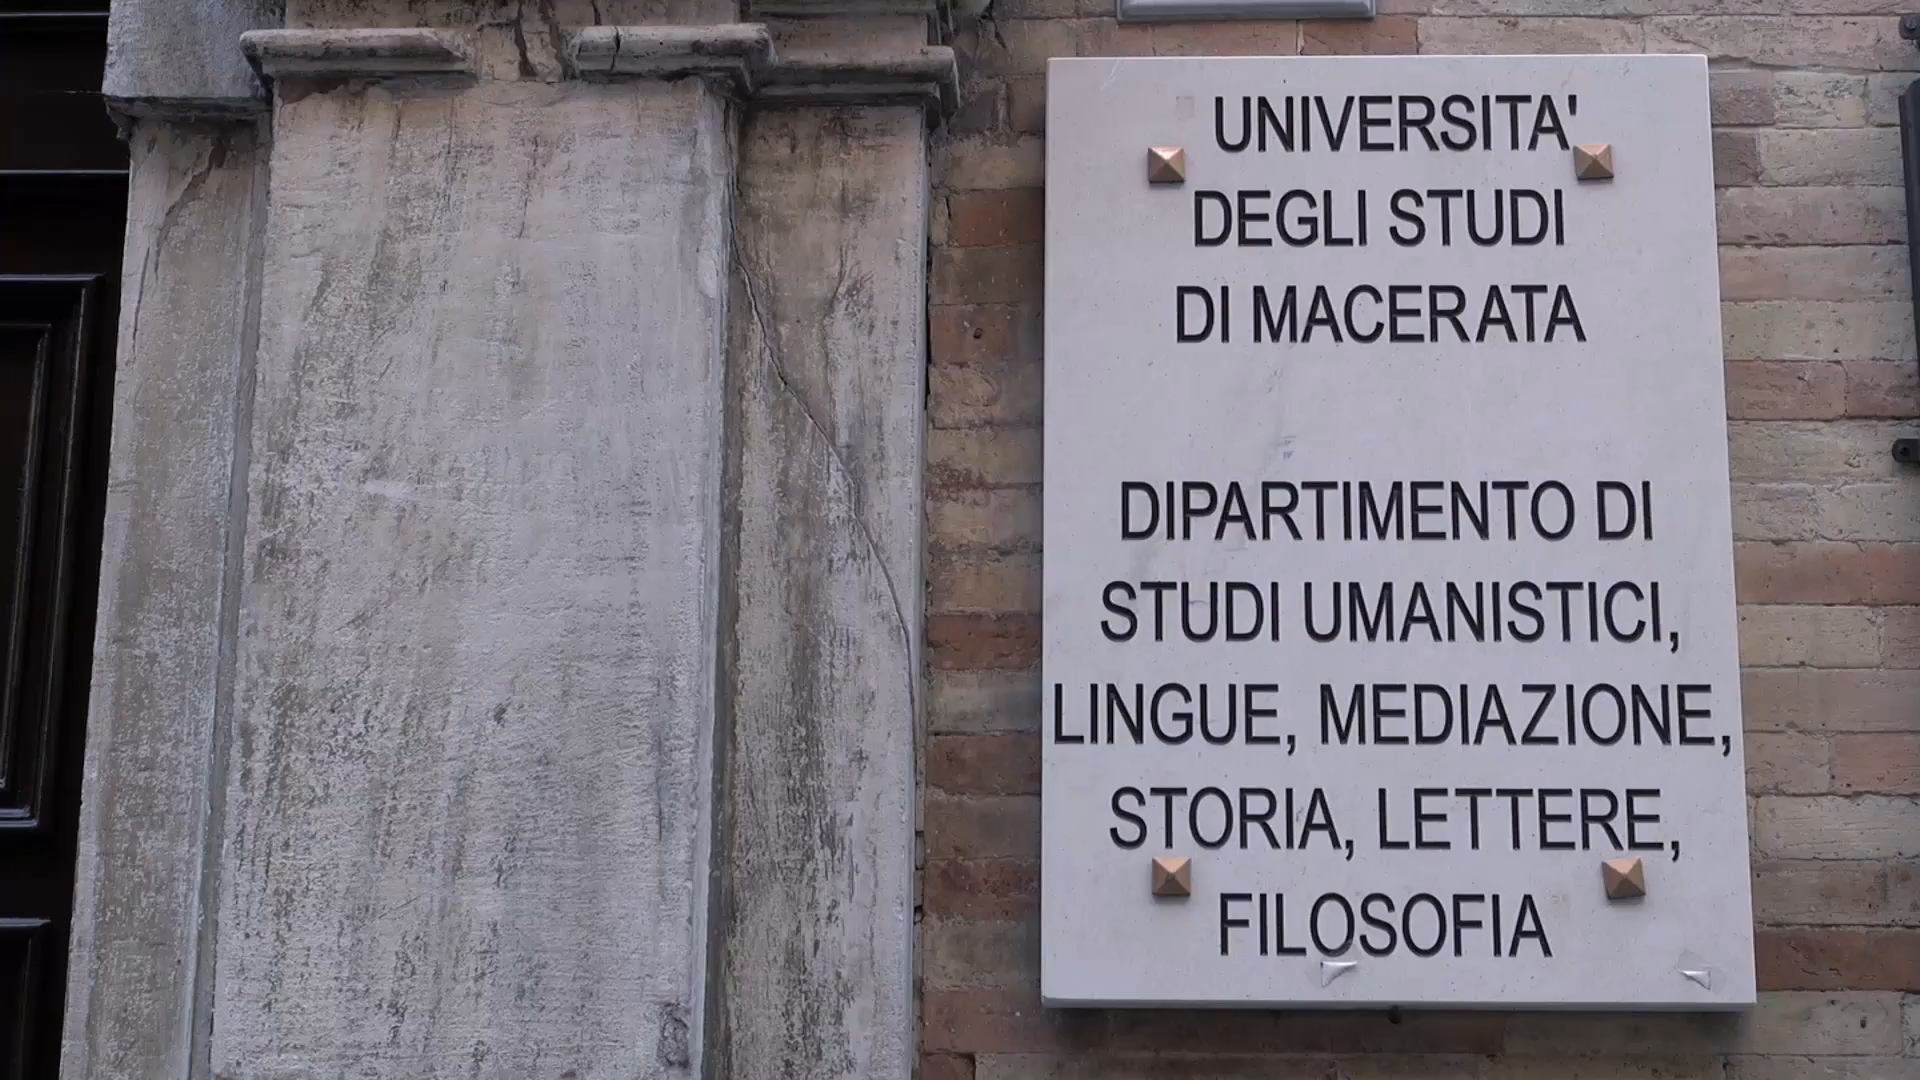 UNIVERSITA'
DEGLI STUDI
DI MACERATA
DIPARTIMENTO DI
STUDI UMANISTICI,
LINGUE, MEDIAZIONE,
STORIA, LETTERE,
FILOSOFIA